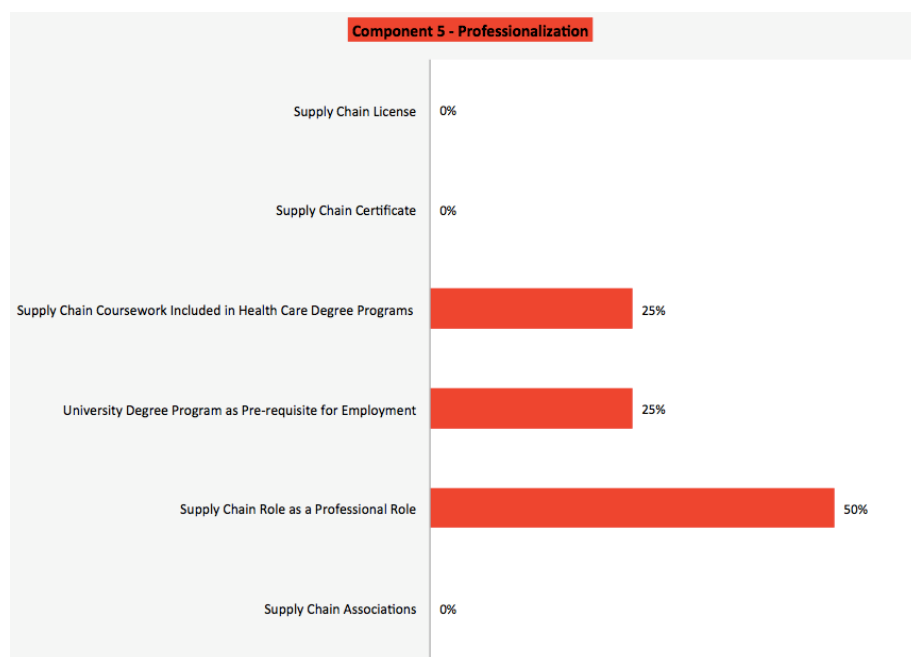 Component 5 - Professionalization
Supply Chain License 0%
Supply Chain Certificate 0%
Supply Chain Coursework Included in Health Care Degree Programs 25%
University Degree Program as Pre-requisite for Employment 25%
Supply Chain Role as a Professional Role 50%
Supply Chain Associations 0%